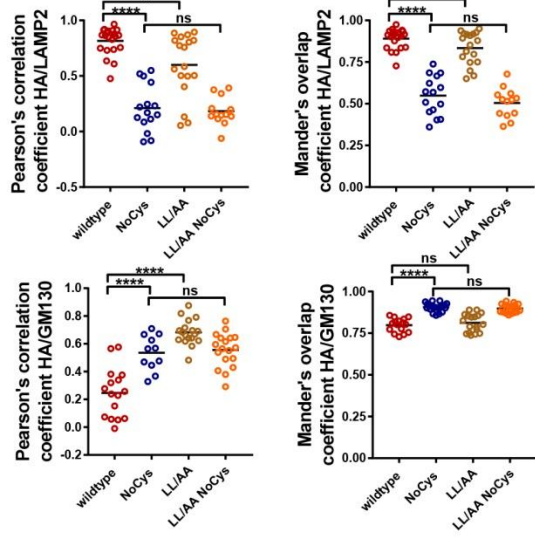 ****
ns
1.0
0.5
0.0
-0.5
Pearson's correlation
coefficient HA/LAMP2
wildtype
NoCys
LL/AA
LL/AA NoCys
****
ns
1.00
0.75
0.50
0.25
0.00
Mander's overlap
coefficient HA/LAMP2
wildtype
NoCys
LL/AA
LL/AA NoCys
****
****
ns
1.0
0.8
0.6
0.4
0.2
0.0
-0.2
Pearson's correlation
coefficient HA/GM130
wildtype
NoCys
LL/AA
LL/AA NoCys
ns
****
ns
1.00
0.75
0.50
0.25
0.00
Mander's overlap
coefficient HA/GM130
wildtype
NoCys
LL/AA
LL/AA NoCys